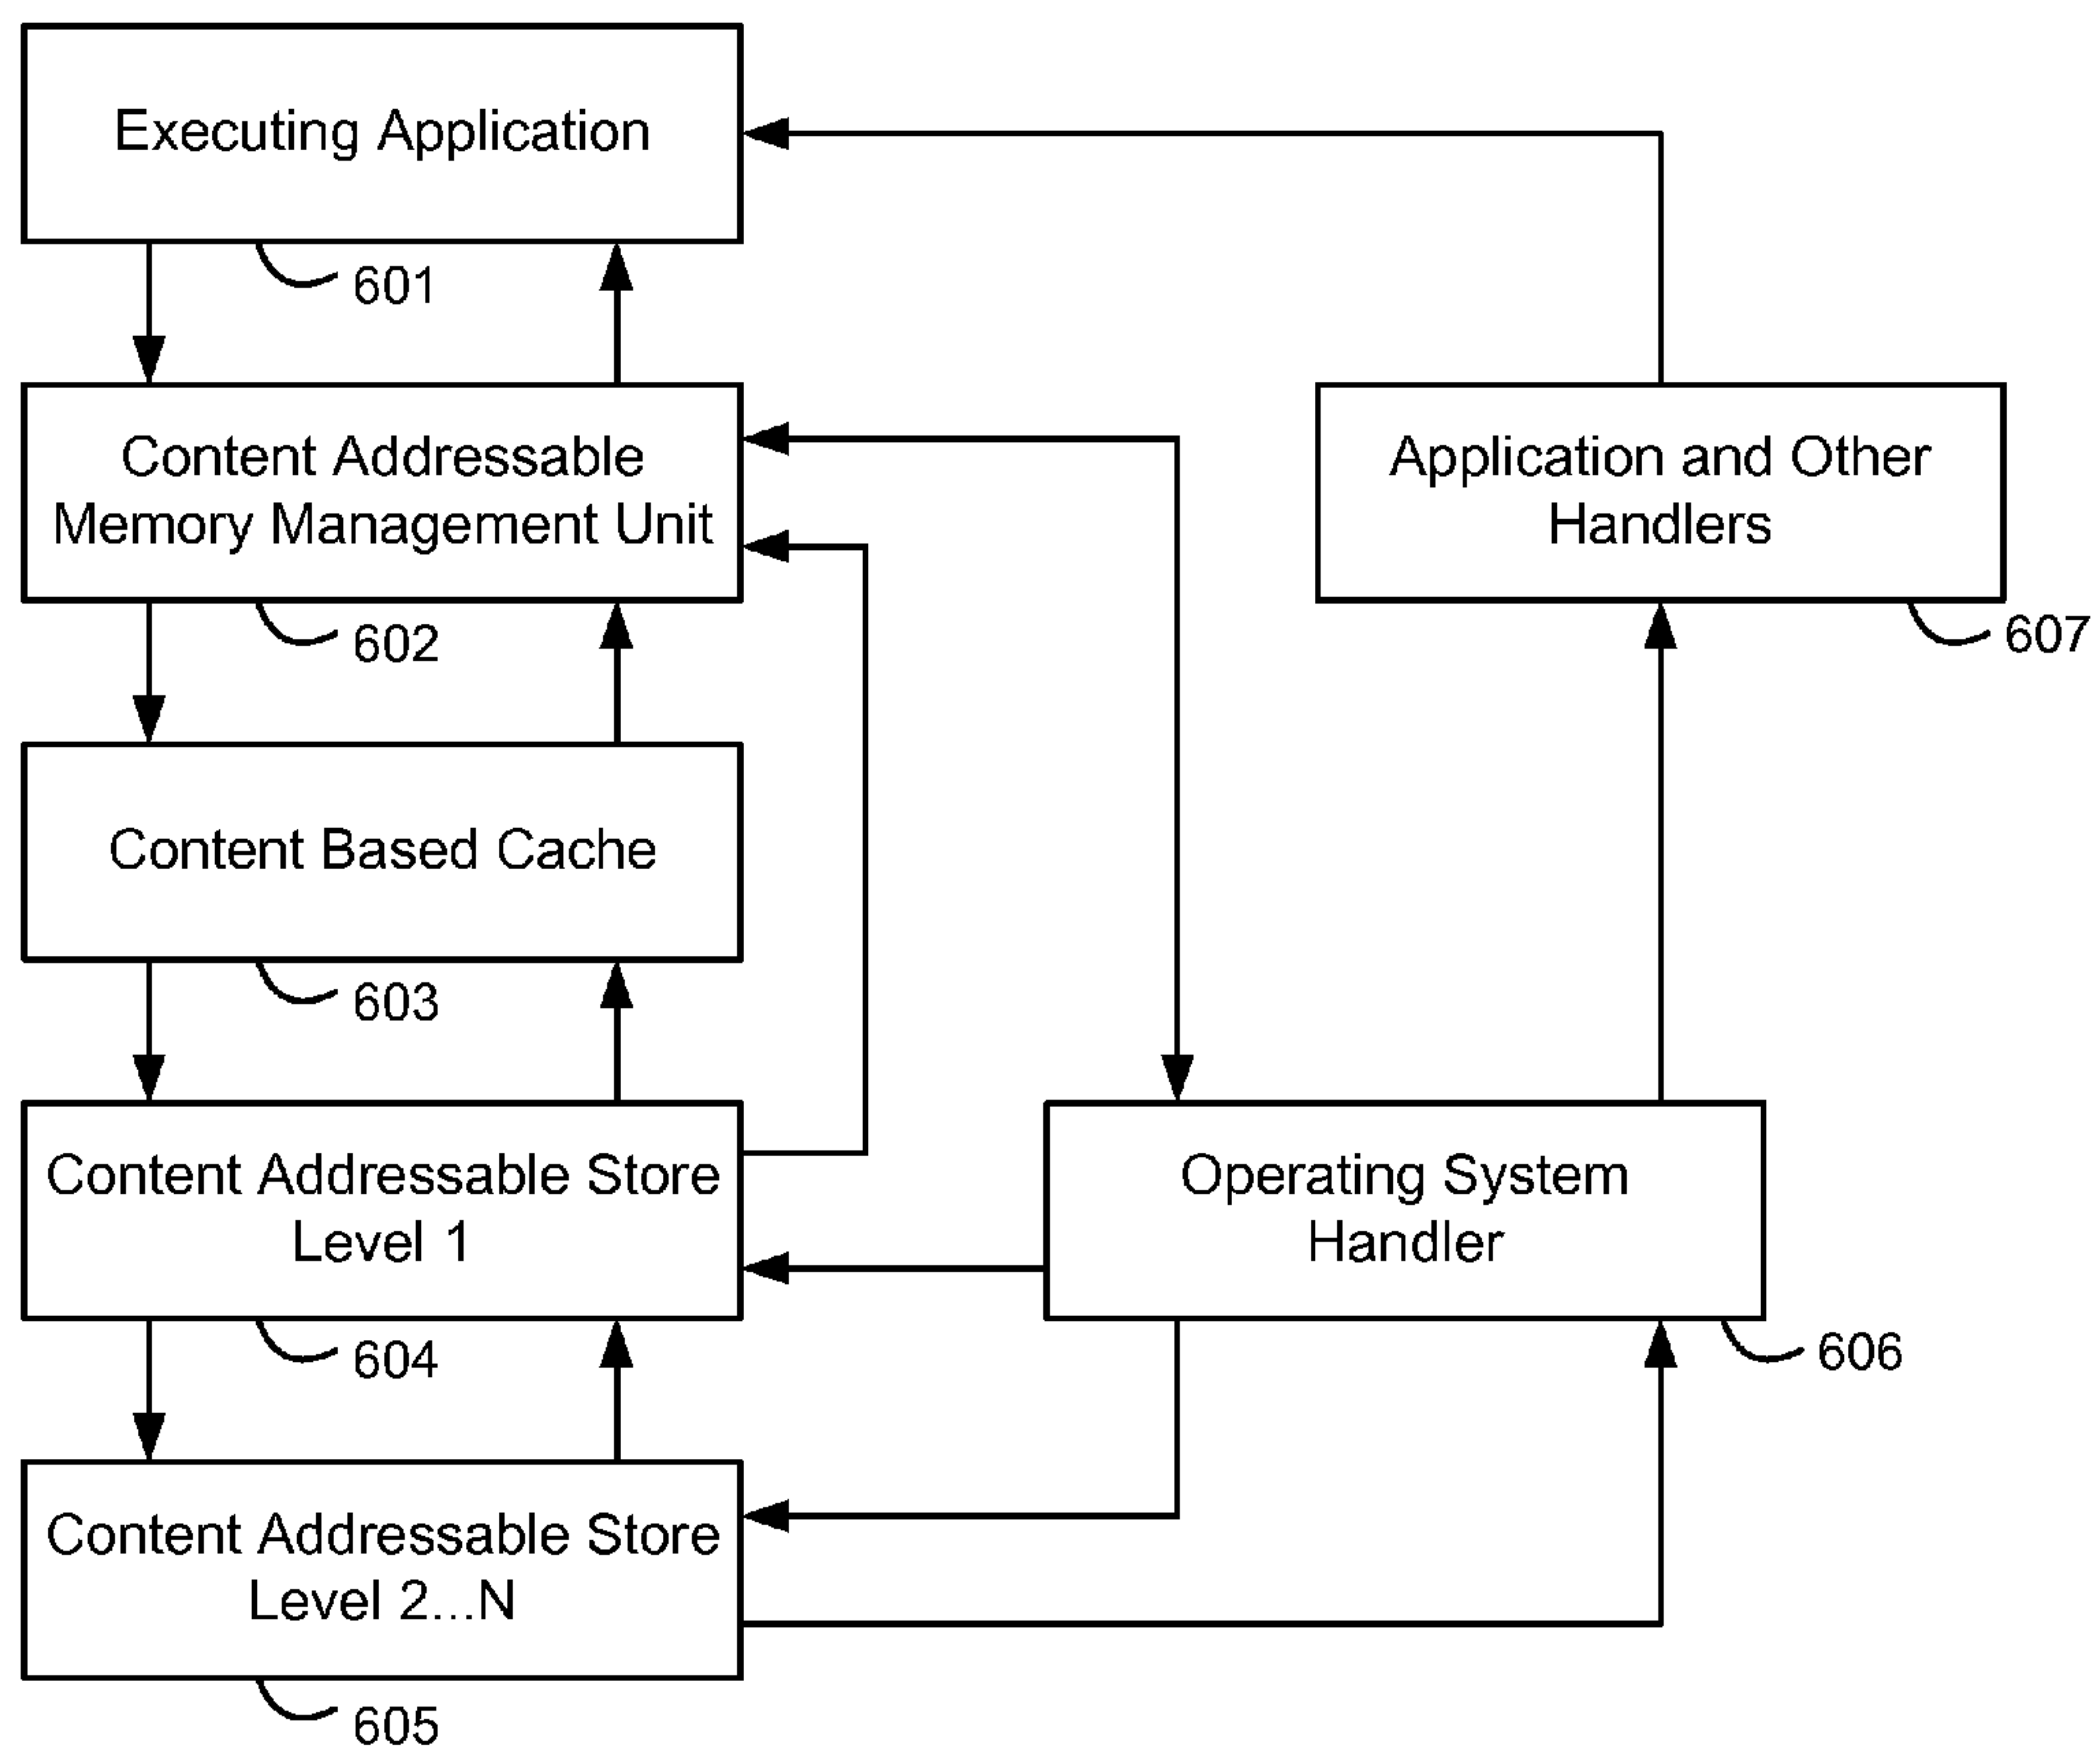 Executing Application
601
Content Addressable
Memory Management Unit
602
Application and Other
Handlers
607
Content Based Cache
603
Content Addressable Store
Level 1
604
Operating System
Handler
606
Content Addressable Store
Level 2...N
605